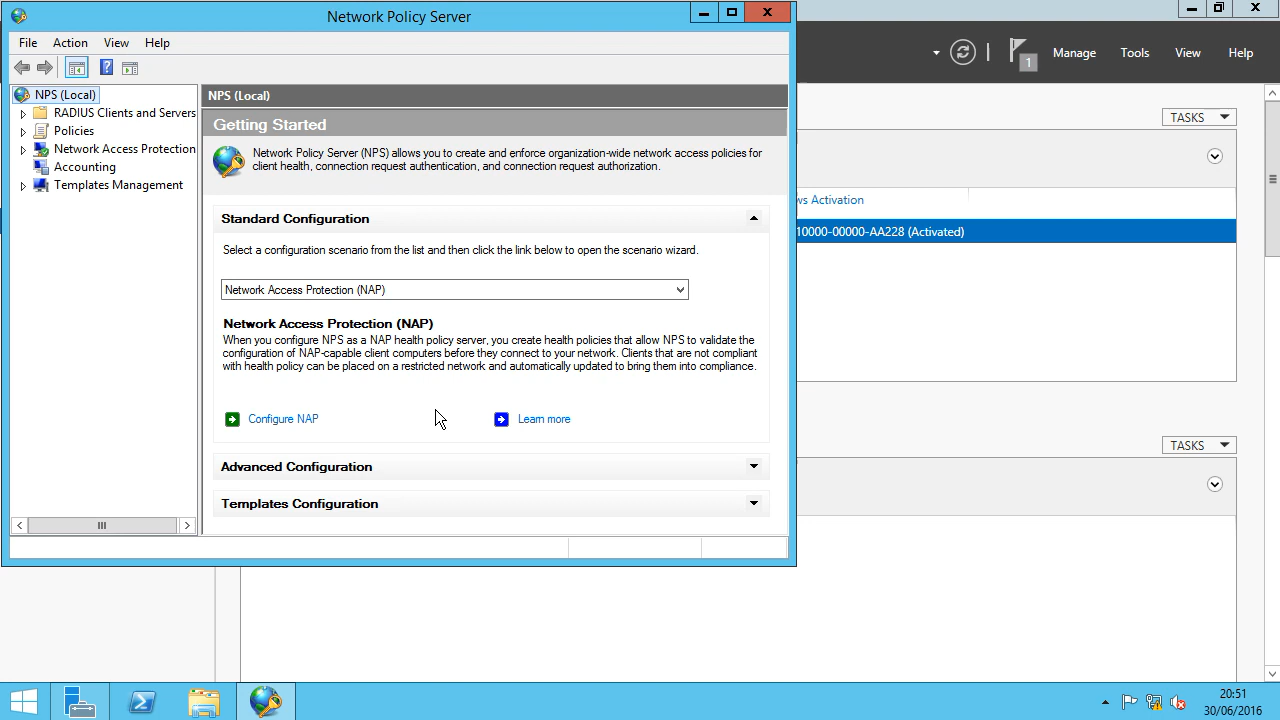 Network Policy Server
File Action View Help
NPS (Local)
RADIUS Clients and Servers
Policies
Network Access Protection
Accounting
Templates Management
NPS (Local)
Getting Started
Network Policy Server (NPS) allows you to create and enforce organization-wide network access policies for
client health, connection request authentication, and connection request authorization.
Standard Configuration
Select a configuration scenario from the list and then click the link below to open the scenario wizard.
Network Access Protection (NAP)
Network Access Protection (NAP)
When you configure NPS as a NAP health policy server, you create health policies that allow NPS to validate the
configuration of NAP-capable client computers before they connect to your network. Clients that are not compliant
with health policy can be placed on a restricted network and automatically updated to bring them into compliance.
Configure NAP Learn more
Advanced Configuration
Templates Configuration
1 Manage Tools View Help
TASKS
ws Activation
10000-00000-AA228 (Activated)
TASKS
20:51
30/06/2016